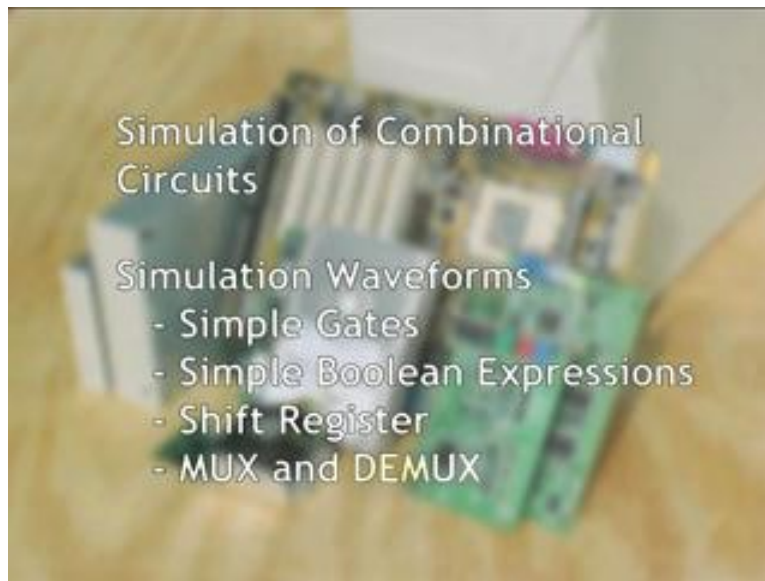 Simulation of Combinational
Circuits
Simulation Waveforms
- Simple Gates
- Simple Boolean Expressions
- Shift Register
- MUX and DEMUX